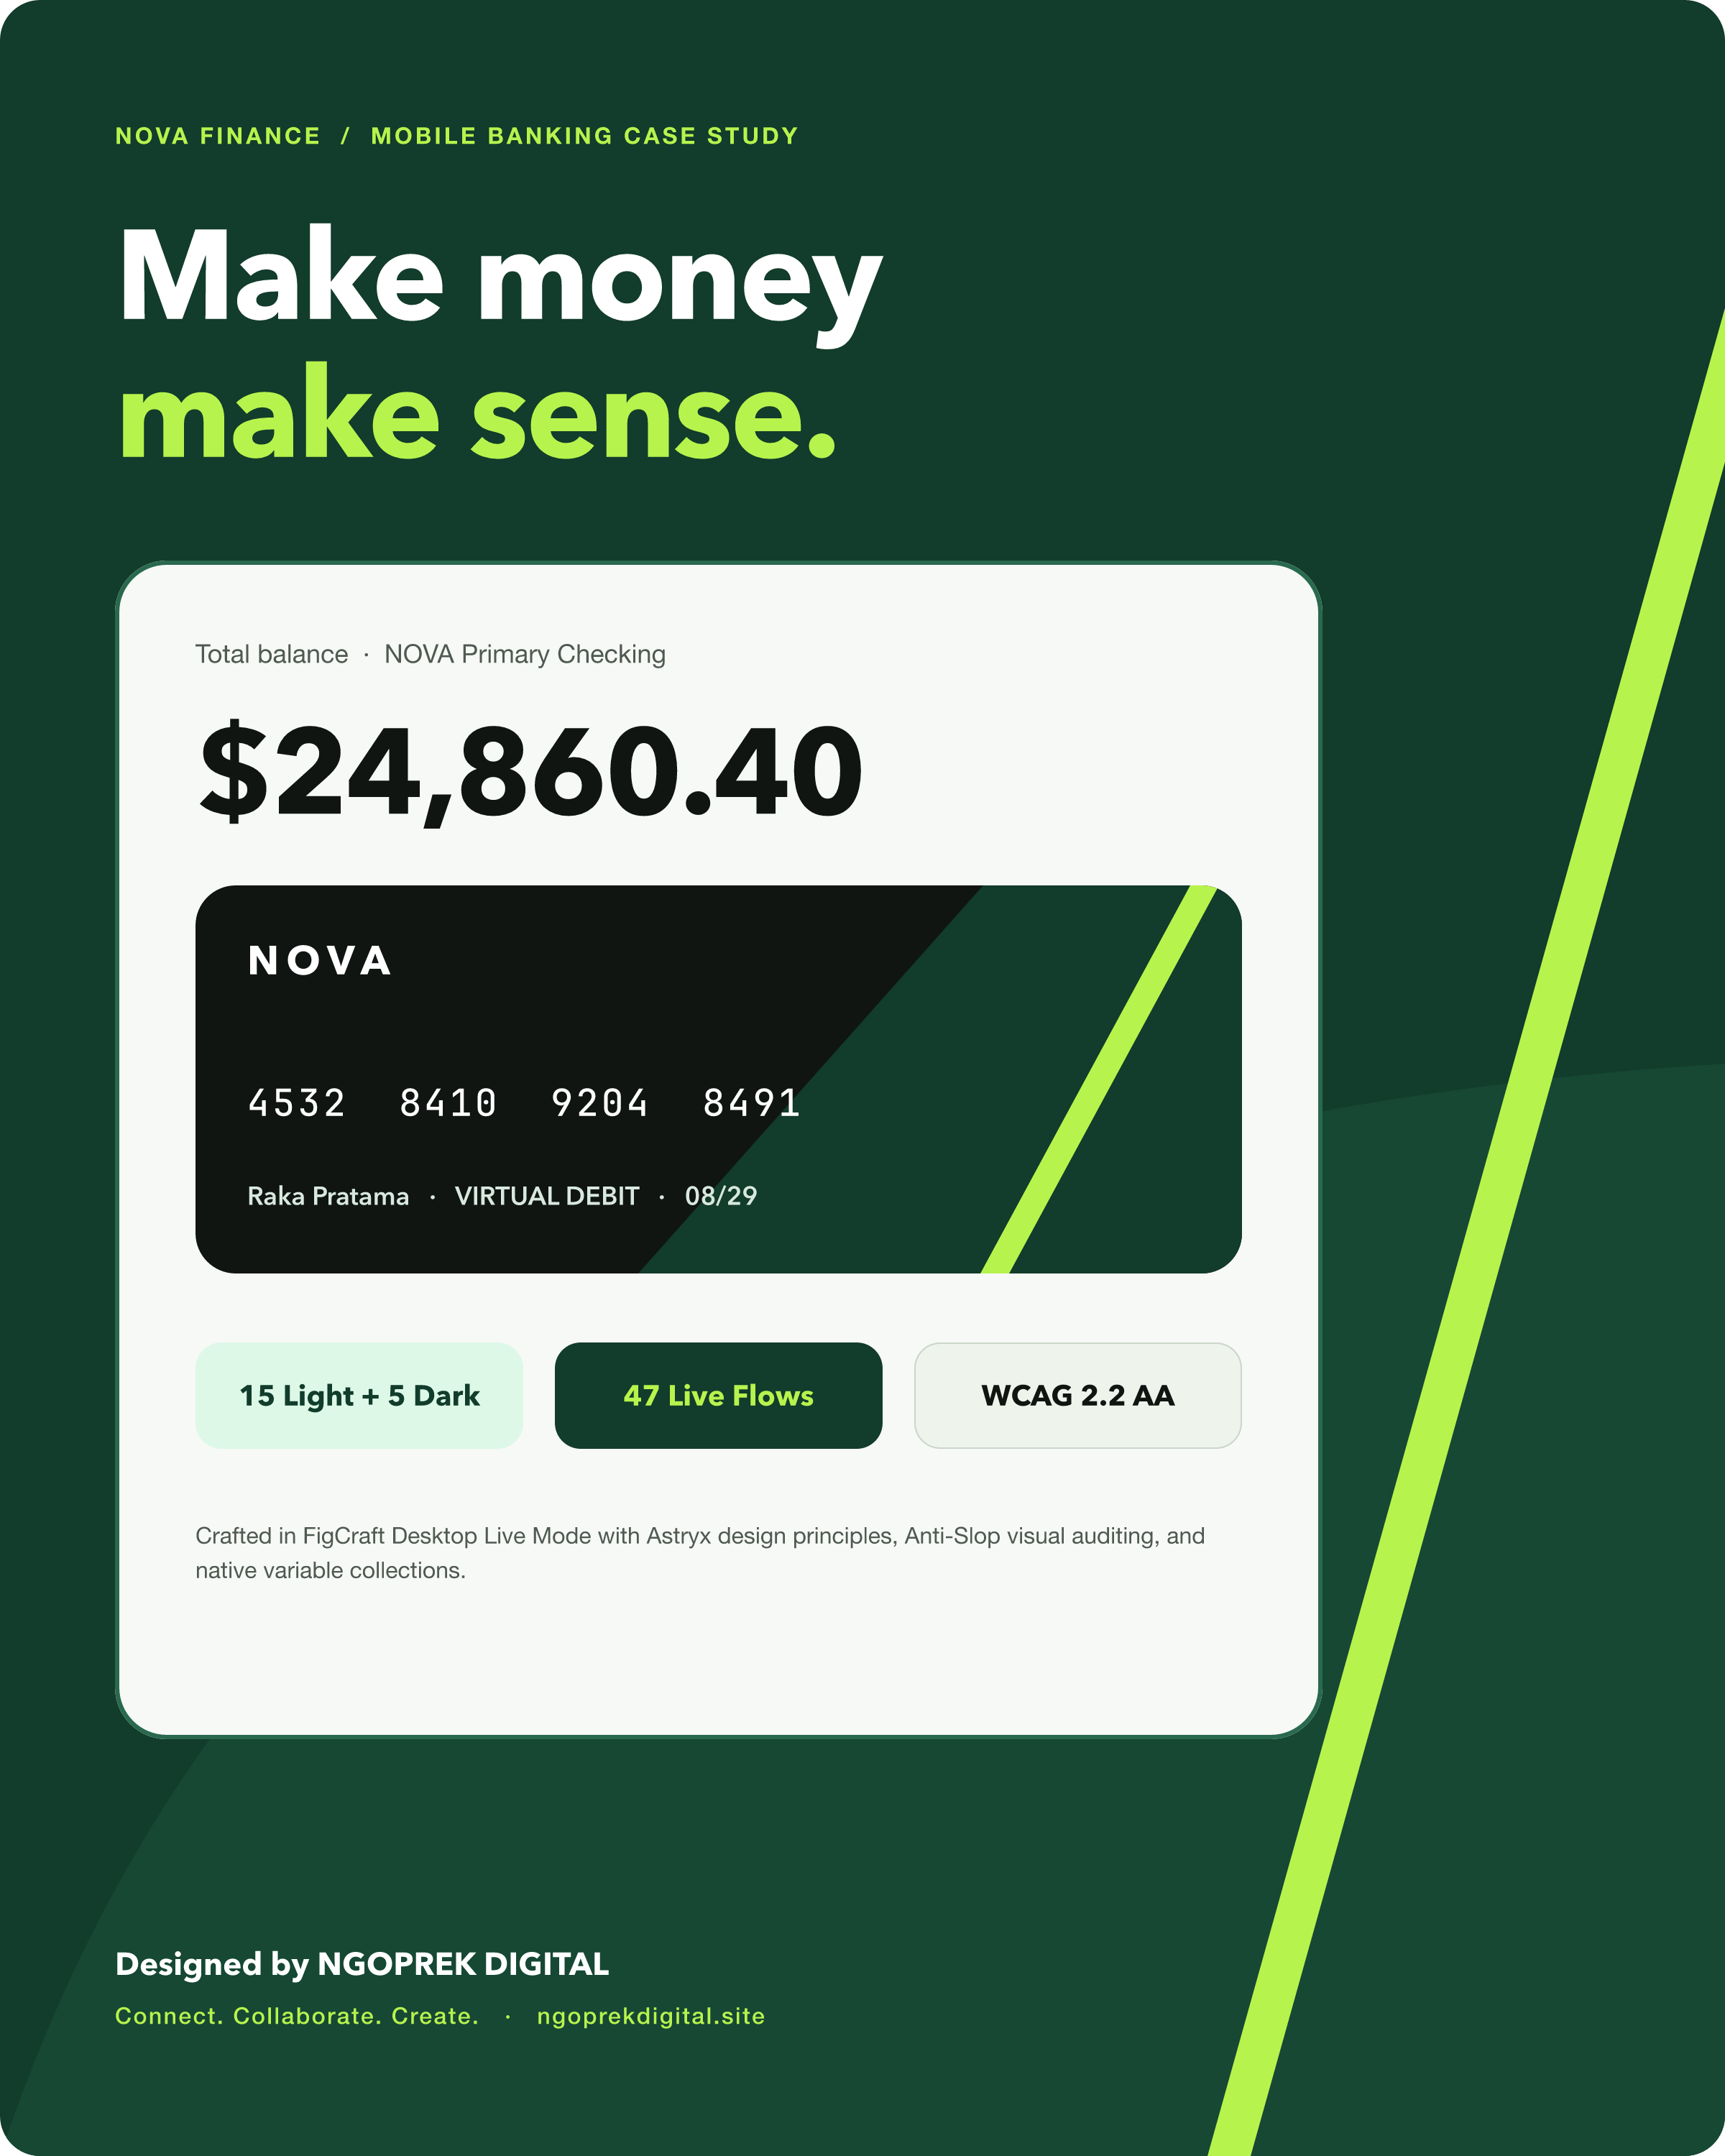 NOVA FINANCE / MOBILE BANKING CASE STUDY
Make money
make sense.
Total balance · NOVA Primary Checking
$24,860.40
NOVA
4532 8410 9204 8491
Raka Pratama · VIRTUAL DEBIT · 08/29
15 Light + 5 Dark
47 Live Flows
WCAG 2.2 AA
Crafted in FigCraft Desktop Live Mode with Astryx design principles, Anti-Slop visual auditing, and
native variable collections.
Designed by NGOPREK DIGITAL
Connect. Collaborate. Create. · ngoprekdigital.site